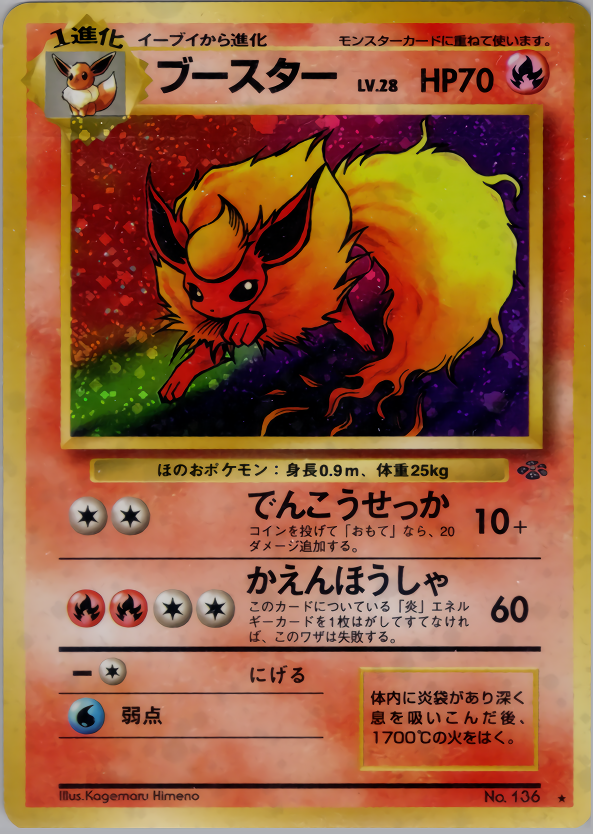 1進化 イーブイから進化 モンスターカードに重ねて使います。
ブースター LV.28 HP70
ほのおポケモン：身長0.9m、体重25kg
でんこうせっか 10+
コインを投げて「おもて」なら、20
ダメージ追加する。
かえんほうしゃ 60
このカードについている「炎」エネル
ギーカードを1枚はがしてすてなけれ
ば、このワザは失敗する。
ー にげる
弱点
体内に炎袋があり深く
息を吸いこんだ後、
1700℃の火をはく。
Illus.Kagemaru Himeno No. 136 ★